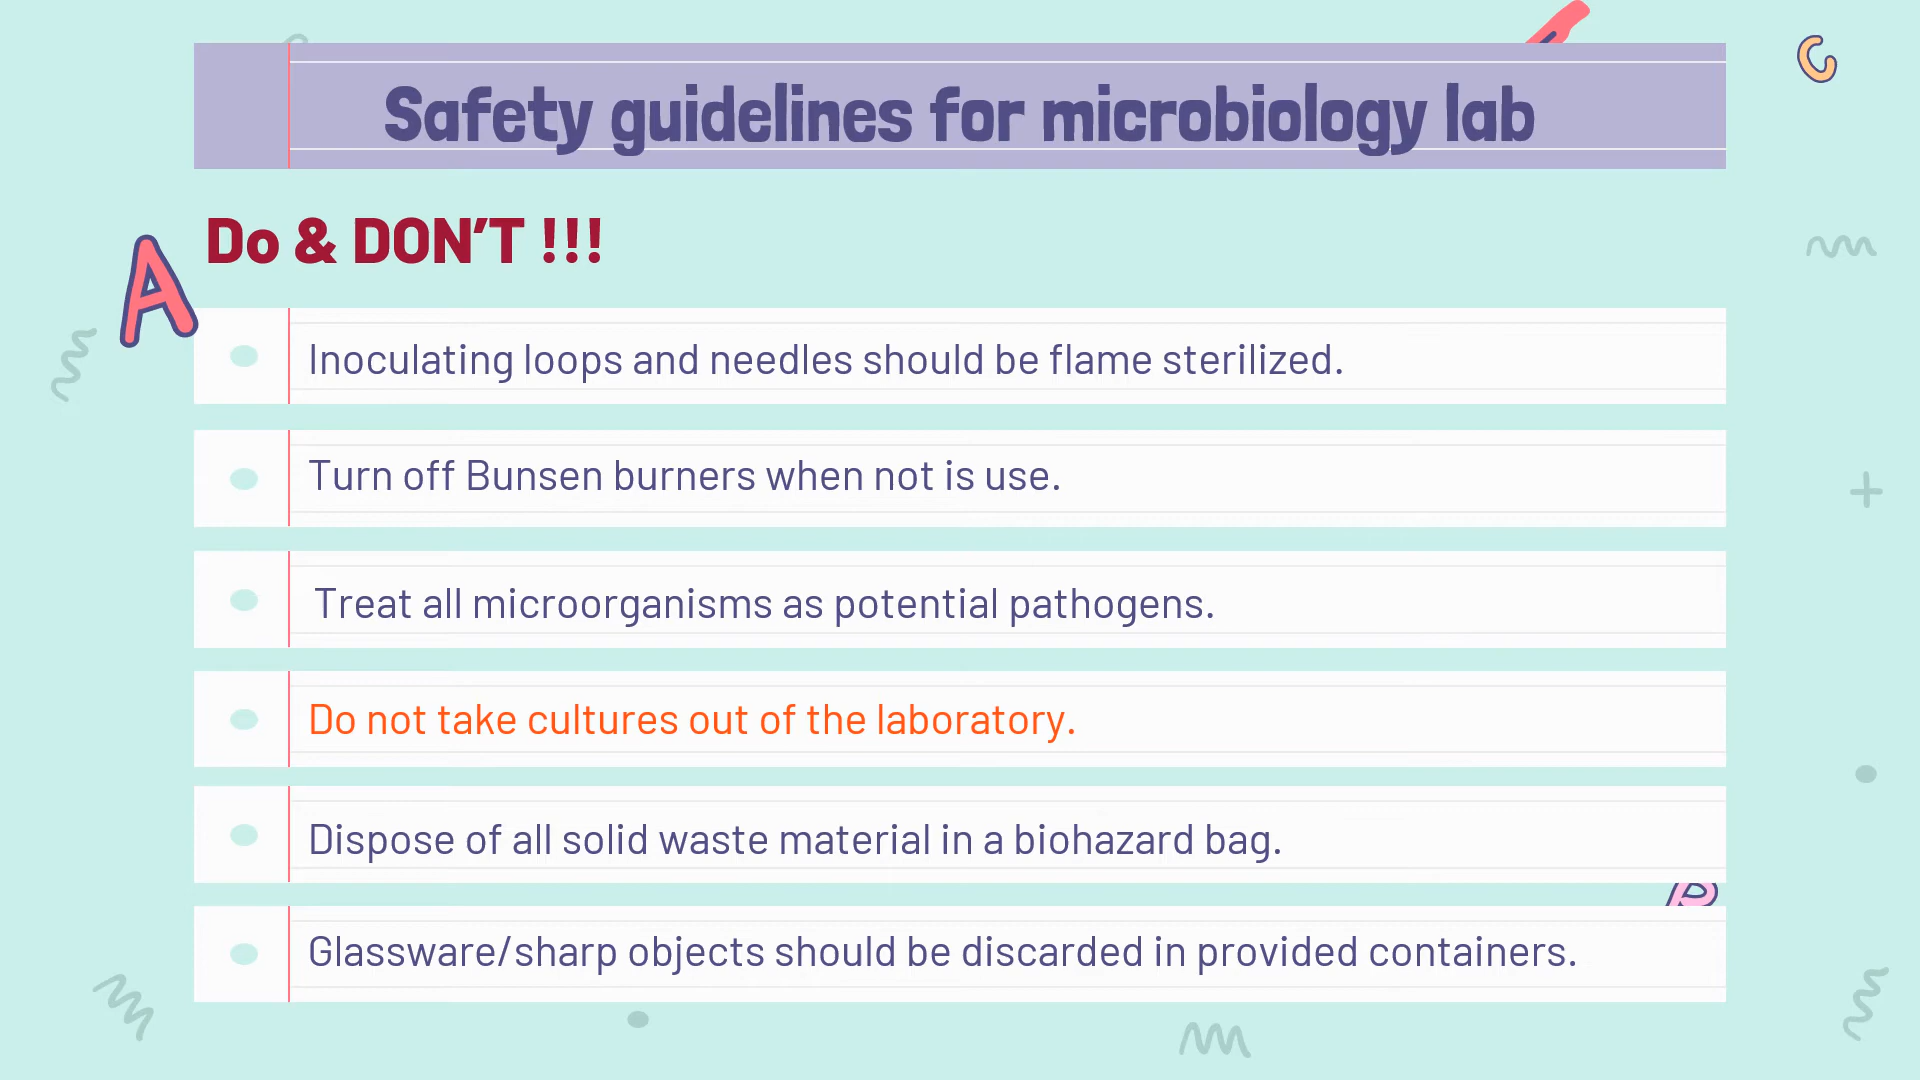 Safety guidelines for microbiology lab
Do & DON'T !!!
A
Inoculating loops and needles should be flame sterilized.
Turn off Bunsen burners when not is use.
Treat all microorganisms as potential pathogens.
Do not take cultures out of the laboratory.
Dispose of all solid waste material in a biohazard bag.
Glassware/sharp objects should be discarded in provided containers.